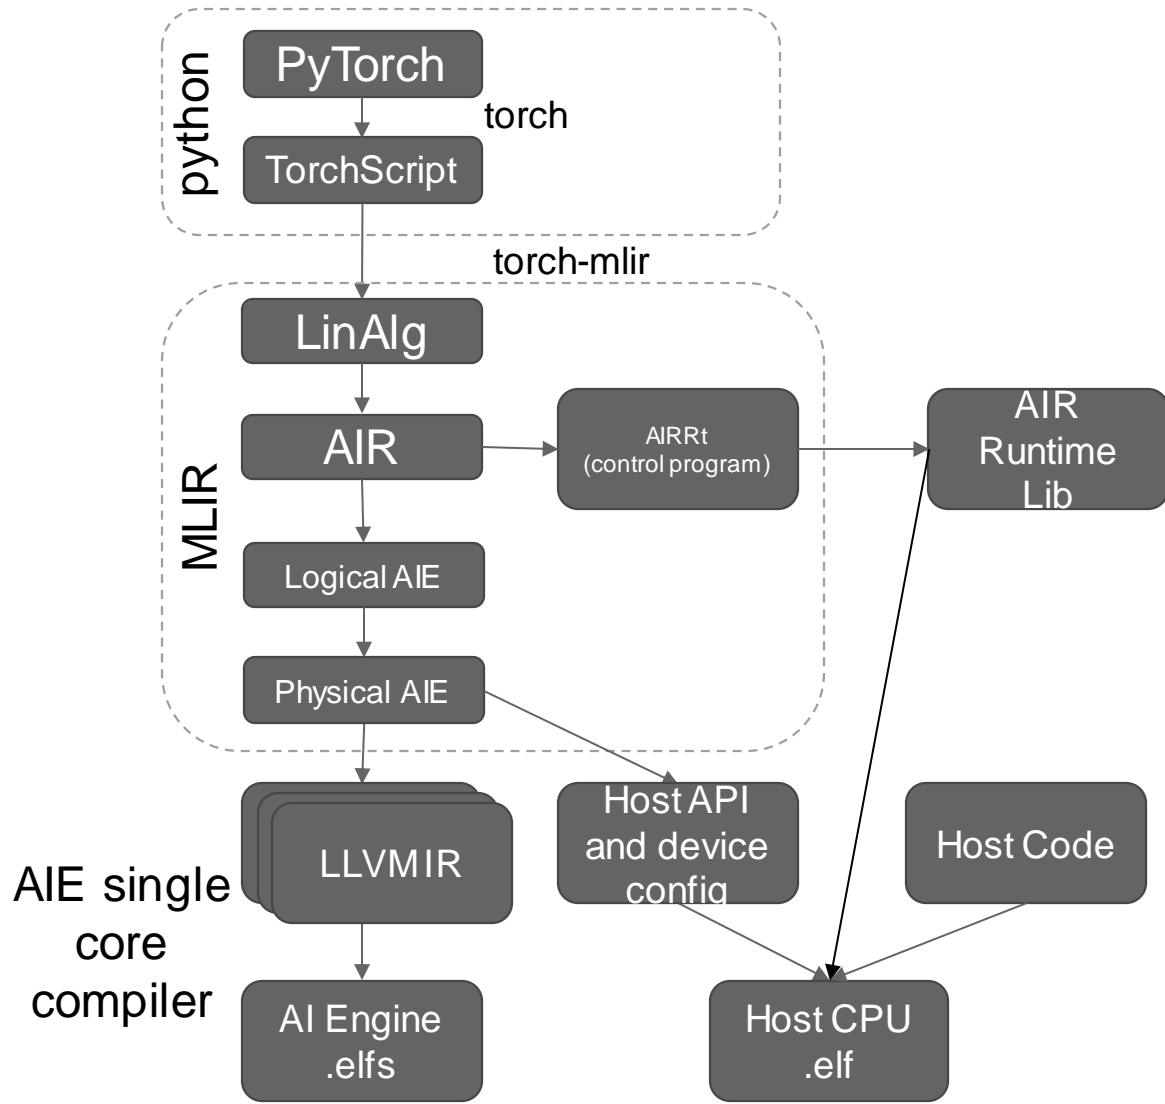 python
PyTorch
torch
TorchScript
torch-mlir
MLIR
LinAlg
AIR
AIRRt
(control program)
AIR
Runtime
Lib
Logical AIE
Physical AIE
AIE single
core
compiler
LLVMIR
Host API
and device
config
Host Code
AI Engine
.elfs
Host CPU
.elf